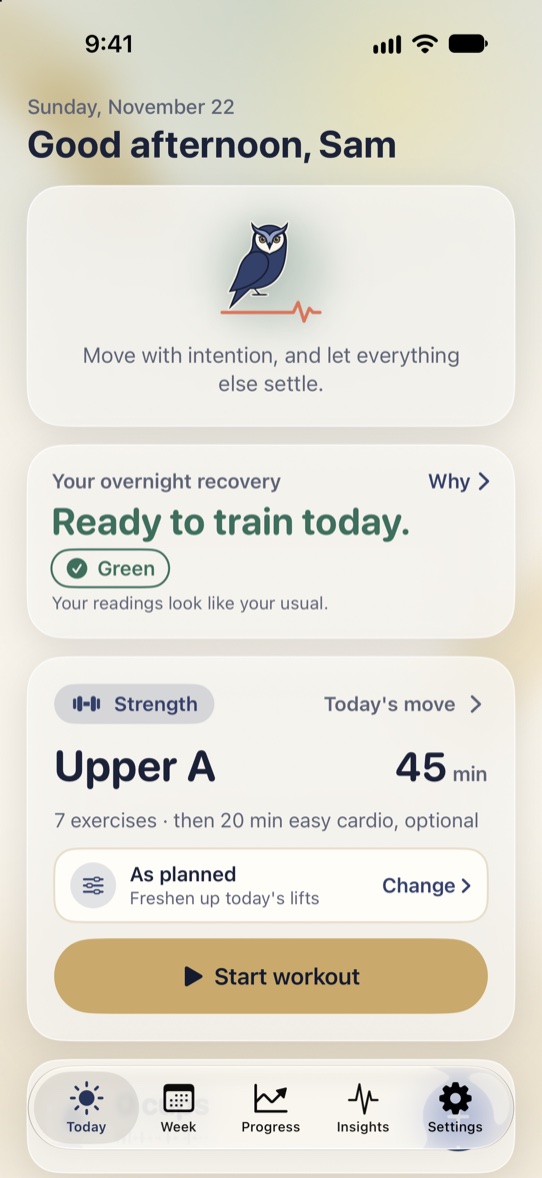 9:41
Sunday, November 22
Good afternoon, Sam
Move with intention, and let everything
else settle.
Your overnight recovery
Why
Ready to train today.
Green
Your readings look like your usual.
Strength
Today's move
Upper A
45 min
7 exercises · then 20 min easy cardio, optional
As planned
Freshen up today's lifts
Change
Start workout
Today
Week
Progress
Insights
Settings